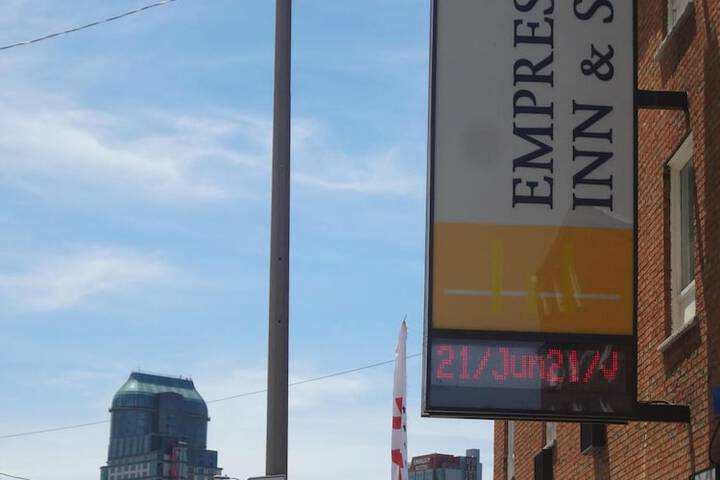 EMPRES
INN & S
21/Jun21/V